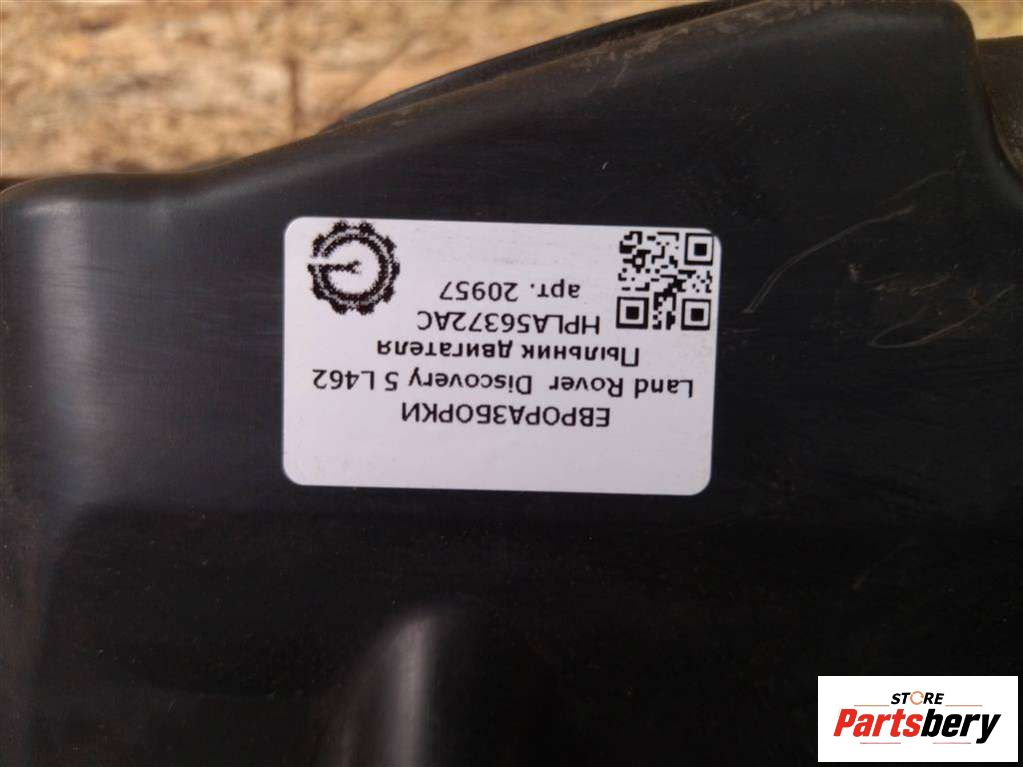 ЕВРОРАЗБОРКИ
Land Rover Discovery 5 L462
Пыльник двигателя
HPLA56372AC
арт. 20957
STORE
Partsbery